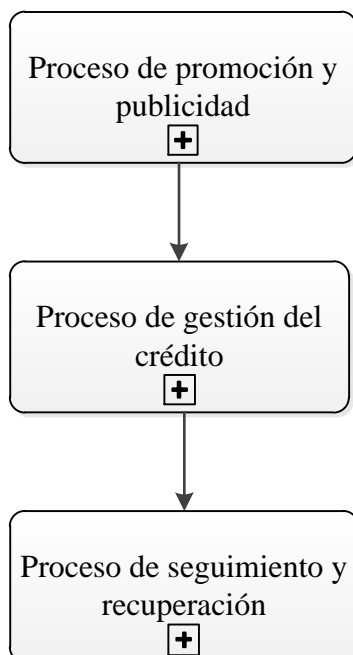 Proceso de promoción y
publicidad
Proceso de gestión del
crédito
Proceso de seguimiento y
recuperación